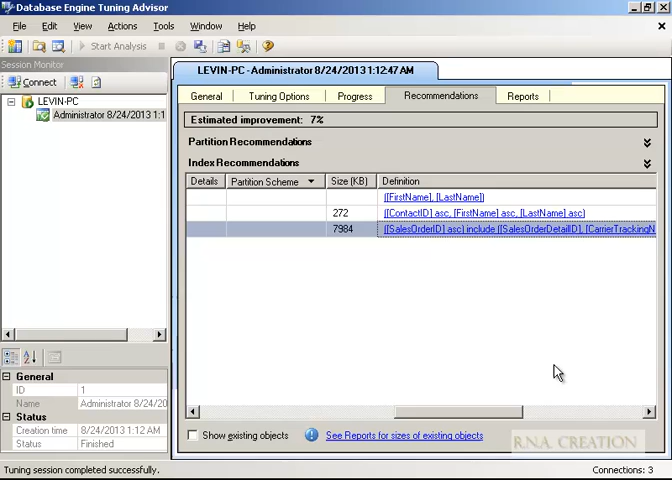 Database Engine Tuning Advisor
File Edit View Actions Tools Window Help
Start Analysis
Session Monitor
Connect
LEVIN-PC
Administrator 8/24/2013 1:1
General
ID 1
Name Administrator 8/24/20
Status
Creation time 8/24/2013 1:12 AM
Status Finished
LEVIN-PC - Administrator 8/24/2013 1:12:47 AM
General Tuning Options Progress Recommendations Reports
Estimated improvement: 7%
Partition Recommendations
Index Recommendations
Details Partition Scheme Size (KB) Definition
([FirstName], [LastName])
272 ([ContactID] asc, [FirstName] asc, [LastName] asc)
7984 ([SalesOrderID] asc) include ([SalesOrderDetailID], [CarrierTrackingN
Show existing objects See Reports for sizes of existing objects
R.N.A. CREATION
Tuning session completed successfully. Connections: 3